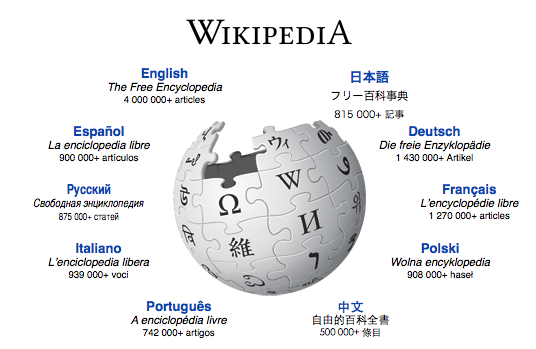 WIKIPEDIA
English
The Free Encyclopedia
4 000 000+ articles
日本語
フリー百科事典
815 000+ 記事
Español
La enciclopedia libre
900 000+ artículos
Deutsch
Die freie Enzyklopädie
1 430 000+ Artikel
Русский
Свободная энциклопедия
875 000+ статей
Français
L'encyclopédie libre
1 270 000+ articles
Italiano
L'enciclopedia libera
939 000+ voci
Polski
Wolna encyklopedia
908 000+ haseł
Português
A enciclopédia livre
742 000+ artigos
中文
自由的百科全書
500 000+ 條目
ウィ
W
Ω
И
維